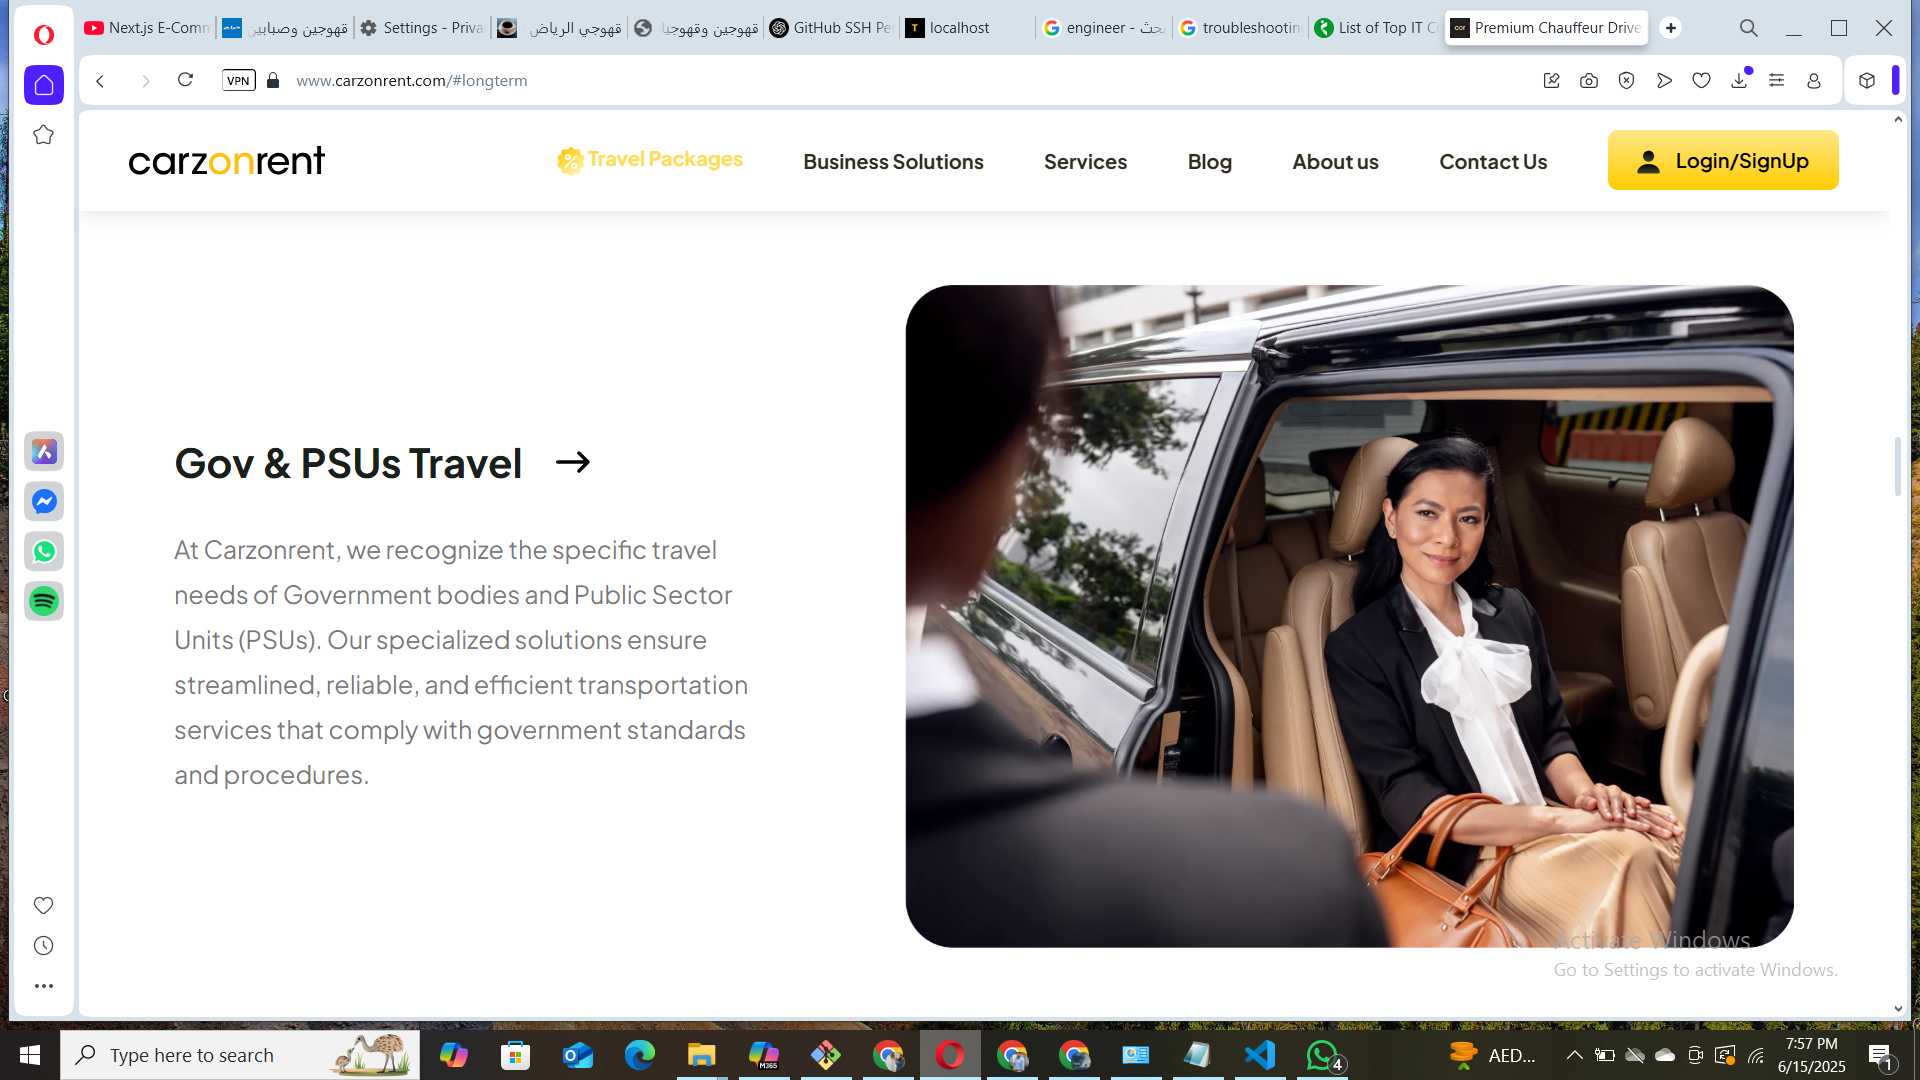 Next.js E-Comn
قهوجين وصبابين
Settings - Priva
قهوجي الرياض
قهوجين وقهوجيا
GitHub SSH Pe
localhost
engineer - بحث
troubleshootin
List of Top IT C
Premium Chauffeur Drive
VPN
www.carzonrent.com/#longterm
carzonrent
Travel Packages
Business Solutions
Services
Blog
About us
Contact Us
Login/SignUp
Gov & PSUs Travel
At Carzonrent, we recognize the specific travel
needs of Government bodies and Public Sector
Units (PSUs). Our specialized solutions ensure
streamlined, reliable, and efficient transportation
services that comply with government standards
and procedures.
Activate Windows
Go to Settings to activate Windows.
Type here to search
M365
4
AED...
7:57 PM
6/15/2025
1